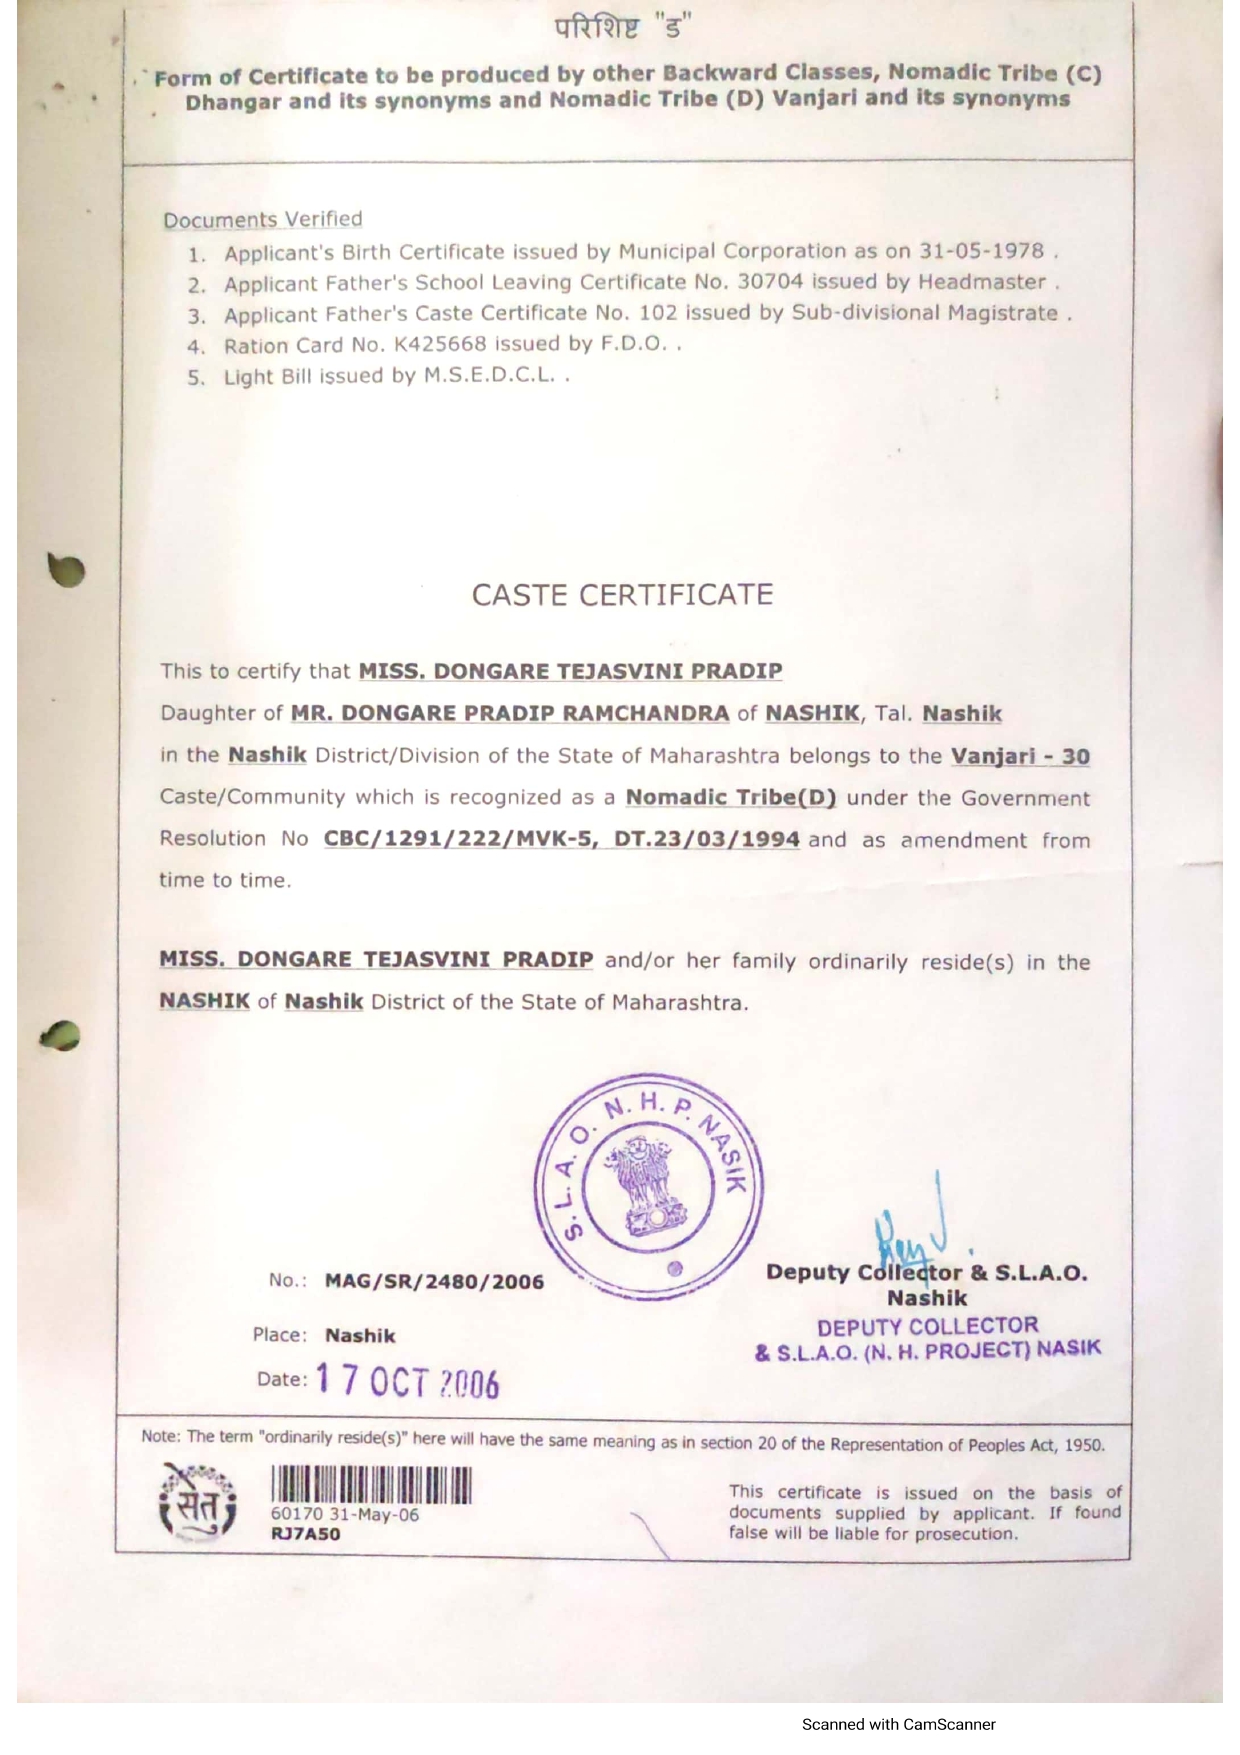 परिशिष्ट "ड"
Form of Certificate to be produced by other Backward Classes, Nomadic Tribe (C)
Dhangar and its synonyms and Nomadic Tribe (D) Vanjari and its synonyms
Documents Verified
1. Applicant's Birth Certificate issued by Municipal Corporation as on 31-05-1978 .
2. Applicant Father's School Leaving Certificate No. 30704 issued by Headmaster .
3. Applicant Father's Caste Certificate No. 102 issued by Sub-divisional Magistrate .
4. Ration Card No. K425668 issued by F.D.O. .
5. Light Bill issued by M.S.E.D.C.L. .
CASTE CERTIFICATE
This to certify that MISS. DONGARE TEJASVINI PRADIP
Daughter of MR. DONGARE PRADIP RAMCHANDRA of NASHIK, Tal. Nashik
in the Nashik District/Division of the State of Maharashtra belongs to the Vanjari - 30
Caste/Community which is recognized as a Nomadic Tribe(D) under the Government
Resolution No CBC/1291/222/MVK-5, DT.23/03/1994 and as amendment from
time to time.
MISS. DONGARE TEJASVINI PRADIP and/or her family ordinarily reside(s) in the
NASHIK of Nashik District of the State of Maharashtra.
S. L. A. O. N. H. P. NASIK
Deputy Collector & S.L.A.O.
No.: MAG/SR/2480/2006
Nashik
DEPUTY COLLECTOR
Place: Nashik
& S.L.A.O. (N. H. PROJECT) NASIK
Date: 17 OCT 2006
Note: The term "ordinarily reside(s)" here will have the same meaning as in section 20 of the Representation of Peoples Act, 1950.
सेतु
60170 31-May-06
RJ7A50
This certificate is issued on the basis of
documents supplied by applicant. If found
false will be liable for prosecution.
Scanned with CamScanner